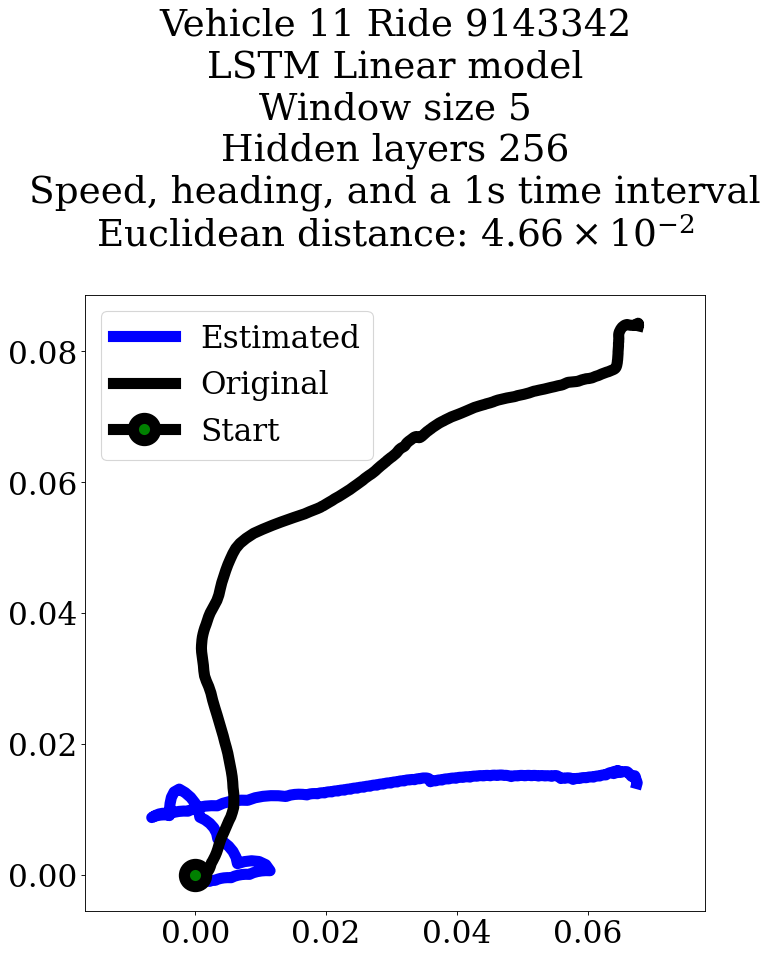 Vehicle 11 Ride 9143342
LSTM Linear model
Window size 5
Hidden layers 256
Speed, heading, and a 1s time interval
Euclidean distance: 4.66 × 10⁻²
Estimated
Original
Start
0.08
0.06
0.04
0.02
0.00
0.00 0.02 0.04 0.06